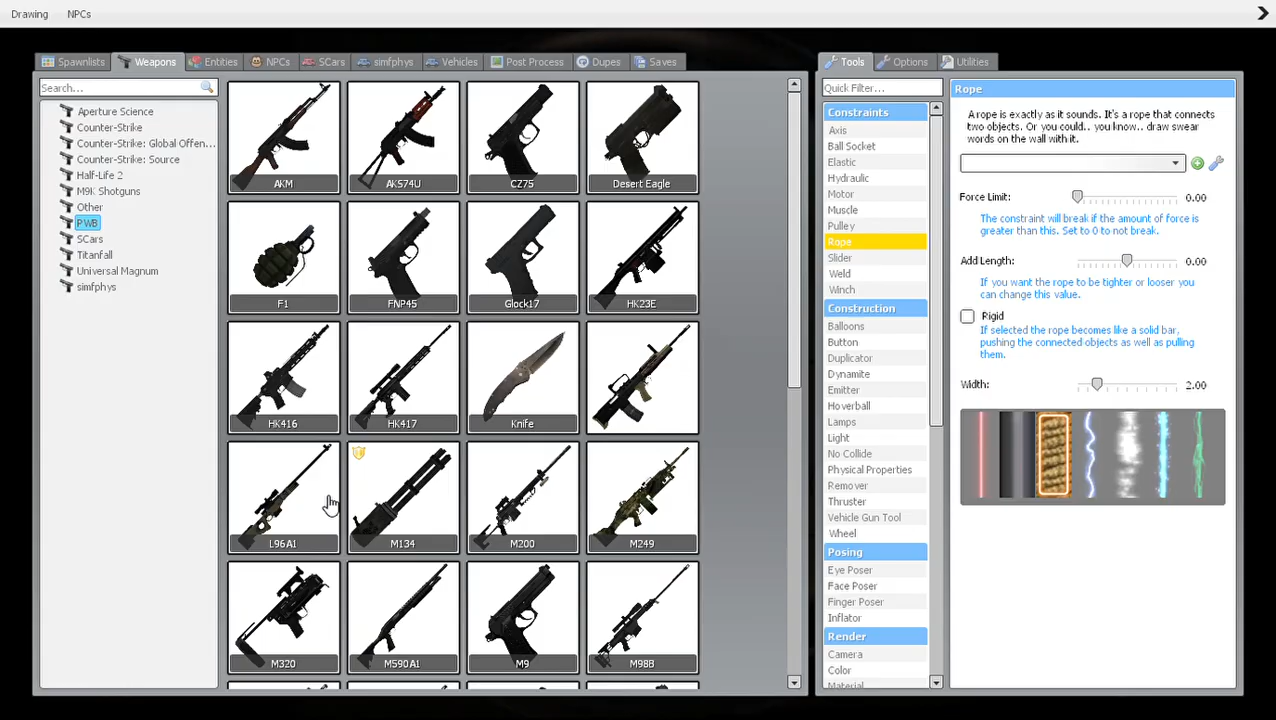 Drawing NPCs
Spawnlists Weapons Entities NPCs SCars simfphys Vehicles Post Process Dupes Saves
Search...
Aperture Science
Counter-Strike
Counter-Strike: Global Offen...
Counter-Strike: Source
Half-Life 2
M9K Shotguns
Other
PWB
SCars
Titanfall
Universal Magnum
simfphys
AKM AKS74U CZ75 Desert Eagle
F1 FNP45 Glock17 HK23E
HK416 HK417 Knife
L96A1 M134 M200 M249
M320 M590A1 M9 M98B
Tools Options Utilities
Quick Filter...
Constraints
Axis
Ball Socket
Elastic
Hydraulic
Motor
Muscle
Pulley
Rope
Slider
Weld
Winch
Construction
Balloons
Button
Duplicator
Dynamite
Emitter
Hoverball
Lamps
Light
No Collide
Physical Properties
Remover
Thruster
Vehicle Gun Tool
Wheel
Posing
Eye Poser
Face Poser
Finger Poser
Inflator
Render
Camera
Color
Material
Rope
A rope is exactly as it sounds. It's a rope that connects
two objects. Or you could.. you know.. draw swear
words on the wall with it.
Force Limit: 0.00
The constraint will break if the amount of force is
greater than this. Set to 0 to not break.
Add Length: 0.00
If you want the rope to be tighter or looser you
can change this value.
Rigid
If selected the rope becomes like a solid bar,
pushing the connected objects as well as pulling
them.
Width: 2.00